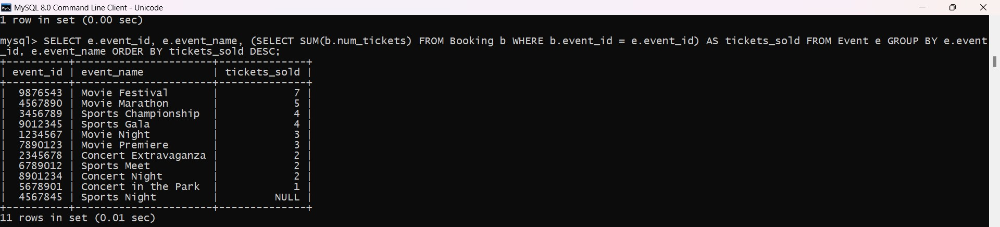 MySQL 8.0 Command Line Client - Unicode
1 row in set (0.00 sec)
mysql> SELECT e.event_id, e.event_name, (SELECT SUM(b.num_tickets) FROM Booking b WHERE b.event_id = e.event_id) AS tickets_sold FROM Event e GROUP BY e.event
_id, e.event_name ORDER BY tickets_sold DESC;
+----------+----------------------+--------------+
| event_id | event_name           | tickets_sold |
+----------+----------------------+--------------+
|  9876543 | Movie Festival       |            7 |
|  4567890 | Movie Marathon       |            5 |
|  3456789 | Sports Championship  |            4 |
|  9012345 | Sports Gala          |            4 |
|  1234567 | Movie Night          |            3 |
|  7890123 | Movie Premiere       |            3 |
|  2345678 | Concert Extravaganza |            2 |
|  6789012 | Sports Meet          |            2 |
|  8901234 | Concert Night        |            2 |
|  5678901 | Concert in the Park  |            1 |
|  4567845 | Sports Night         |         NULL |
+----------+----------------------+--------------+
11 rows in set (0.01 sec)